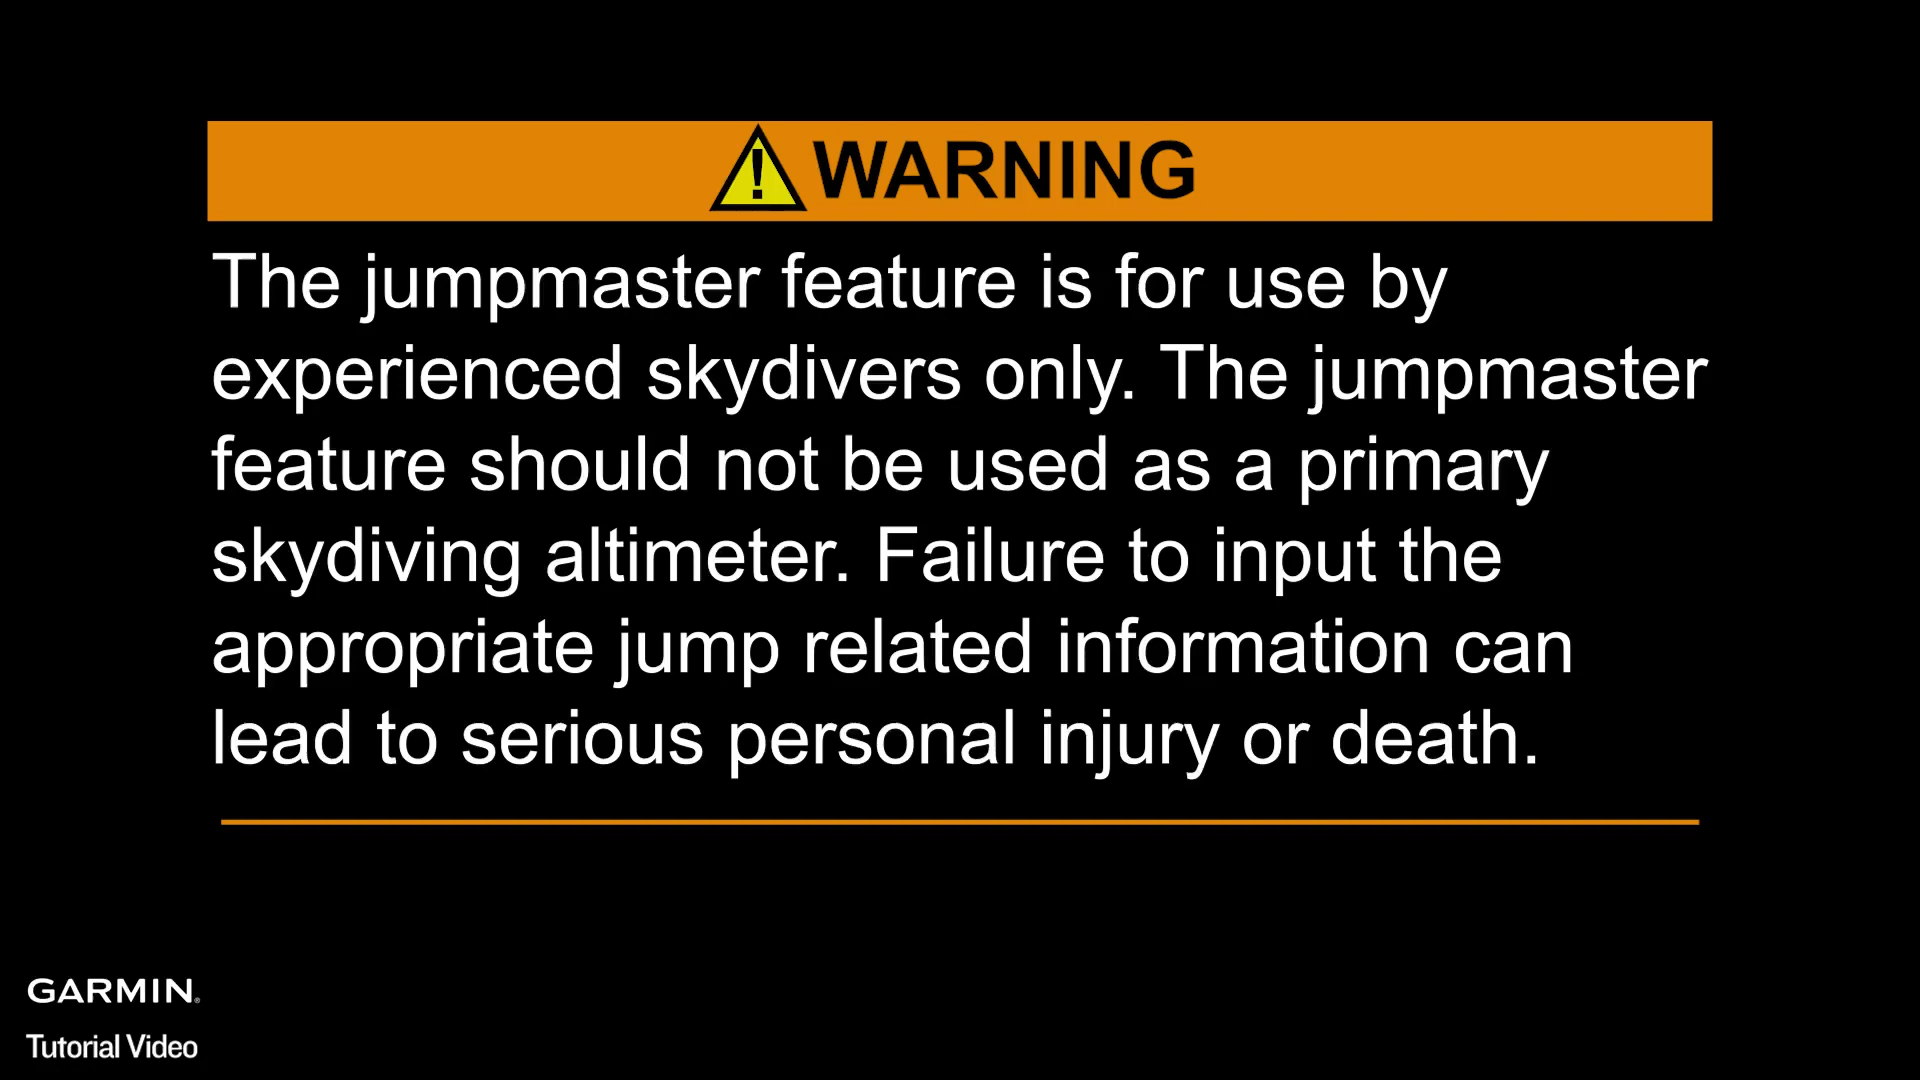 WARNING
The jumpmaster feature is for use by
experienced skydivers only. The jumpmaster
feature should not be used as a primary
skydiving altimeter. Failure to input the
appropriate jump related information can
lead to serious personal injury or death.
GARMIN®
Tutorial Video